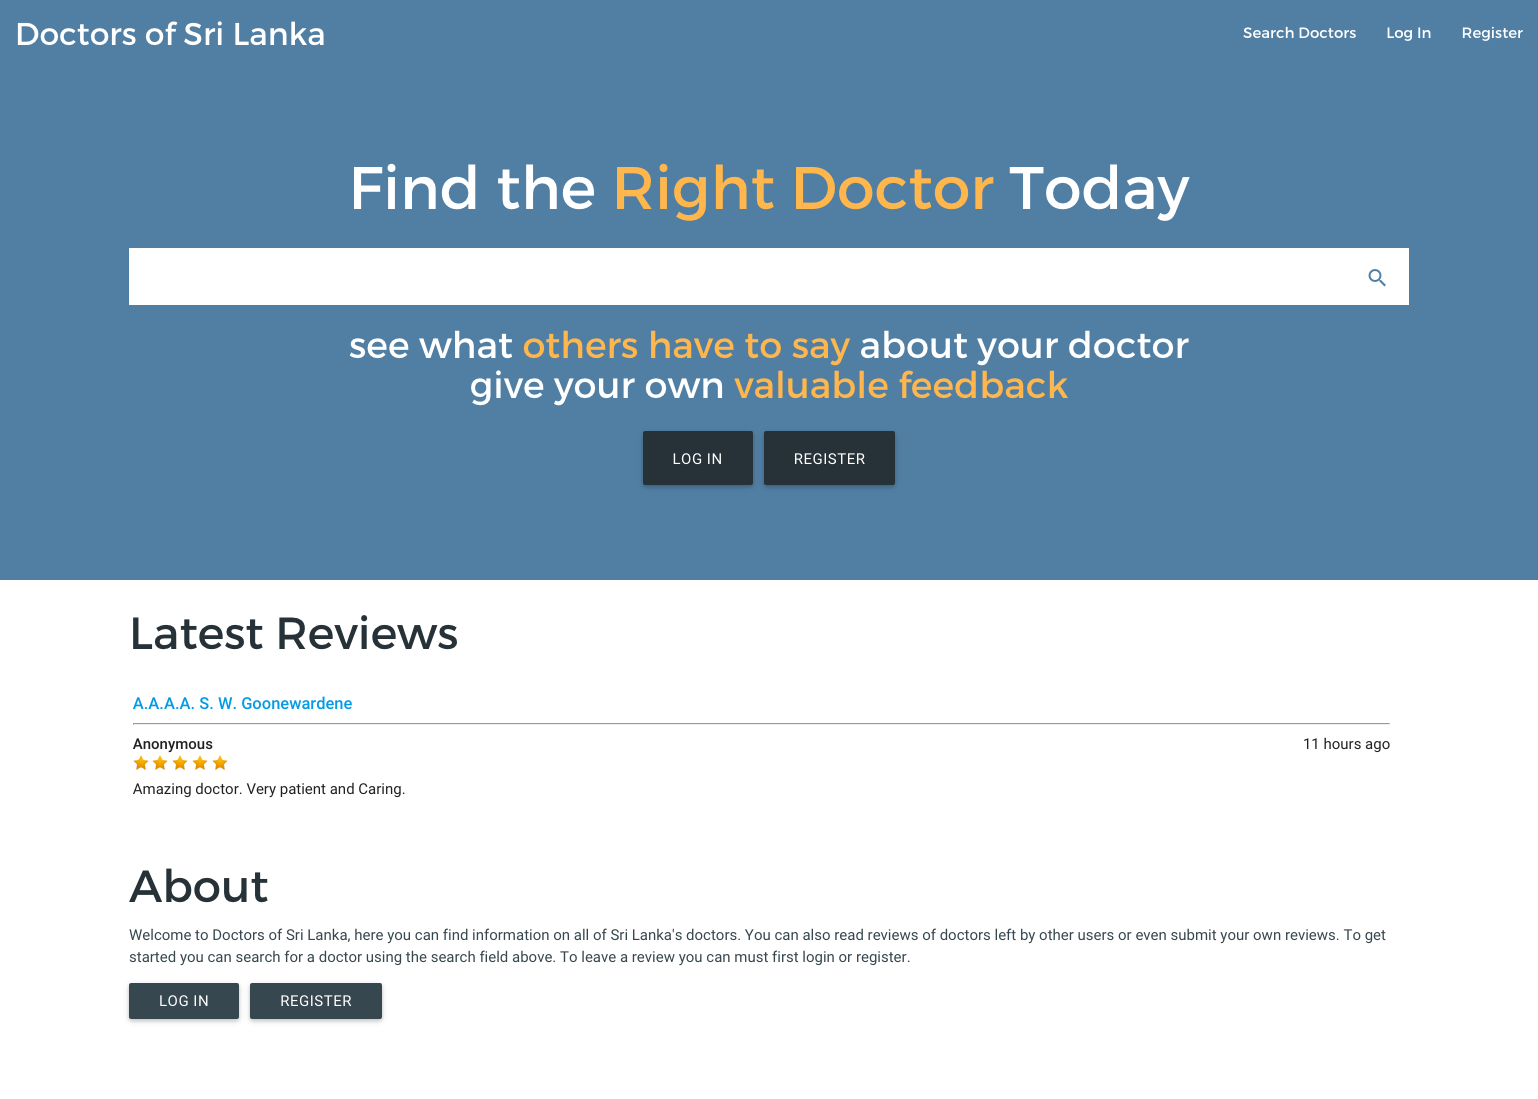 Doctors of Sri Lanka
Search Doctors Log In Register
Find the Right Doctor Today
see what others have to say about your doctor
give your own valuable feedback
LOG IN REGISTER
Latest Reviews
A.A.A.A. S. W. Goonewardene
Anonymous 11 hours ago
Amazing doctor. Very patient and Caring.
About
Welcome to Doctors of Sri Lanka, here you can find information on all of Sri Lanka's doctors. You can also read reviews of doctors left by other users or even submit your own reviews. To get
started you can search for a doctor using the search field above. To leave a review you can must first login or register.
LOG IN REGISTER